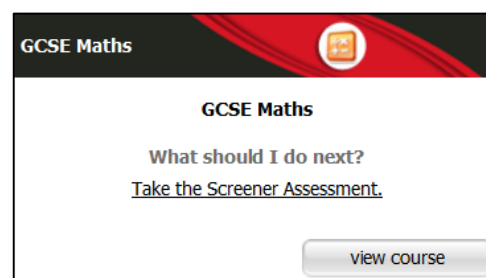 GCSE Maths
GCSE Maths
What should I do next?
Take the Screener Assessment.
view course